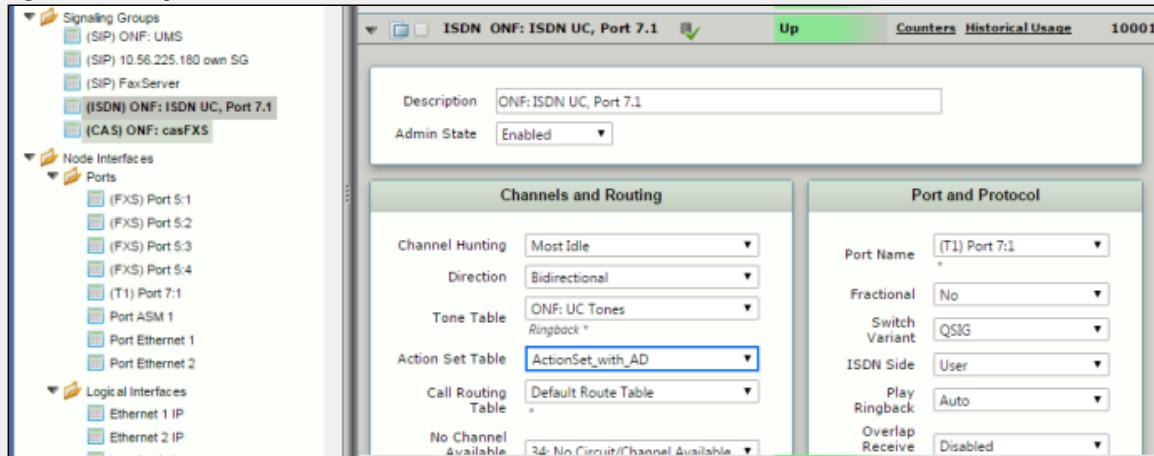 Signaling Groups
(SIP) ONF: UMS
(SIP) 10.56.225.180 own SG
(SIP) FaxServer
(ISDN) ONF: ISDN UC, Port 7.1
(CAS) ONF: casFXS
Node Interfaces
Ports
(FXS) Port 5:1
(FXS) Port 5:2
(FXS) Port 5:3
(FXS) Port 5:4
(T1) Port 7:1
Port ASM 1
Port Ethernet 1
Port Ethernet 2
Logical Interfaces
Ethernet 1 IP
Ethernet 2 IP
ISDN ONF: ISDN UC, Port 7.1 Up Counters Historical Usage 10001
Description ONF: ISDN UC, Port 7.1
Admin State Enabled
Channels and Routing
Channel Hunting Most Idle
Direction Bidirectional
Tone Table ONF: UC Tones
Ringback *
Action Set Table ActionSet_with_AD
Call Routing Table Default Route Table
*
No Channel Available 34: No Circuit/Channel Available
Port and Protocol
Port Name (T1) Port 7:1
*
Fractional No
Switch Variant QSIG
ISDN Side User
Play Ringback Auto
Overlap Receive Disabled